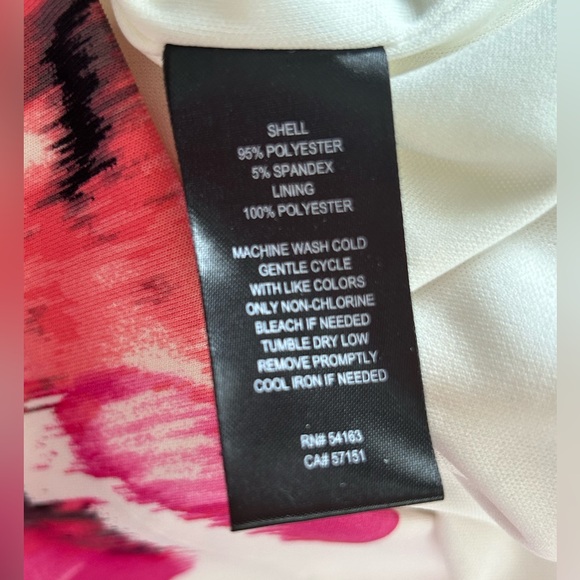 SHELL
95% POLYESTER
5% SPANDEX
LINING
100% POLYESTER
MACHINE WASH COLD
GENTLE CYCLE
WITH LIKE COLORS
ONLY NON-CHLORINE
BLEACH IF NEEDED
TUMBLE DRY LOW
REMOVE PROMPTLY
COOL IRON IF NEEDED
RN# 54163
CA# 57151